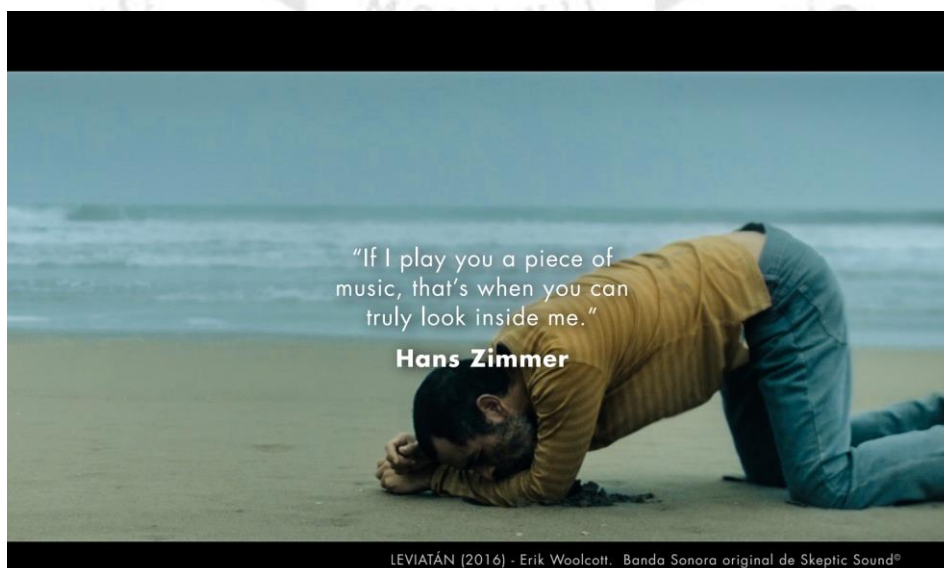 “If I play you a piece of
music, that’s when you can
truly look inside me.”
Hans Zimmer
LEVIATÁN (2016) - Erik Woolcott. Banda Sonora original de Skeptic Sound©